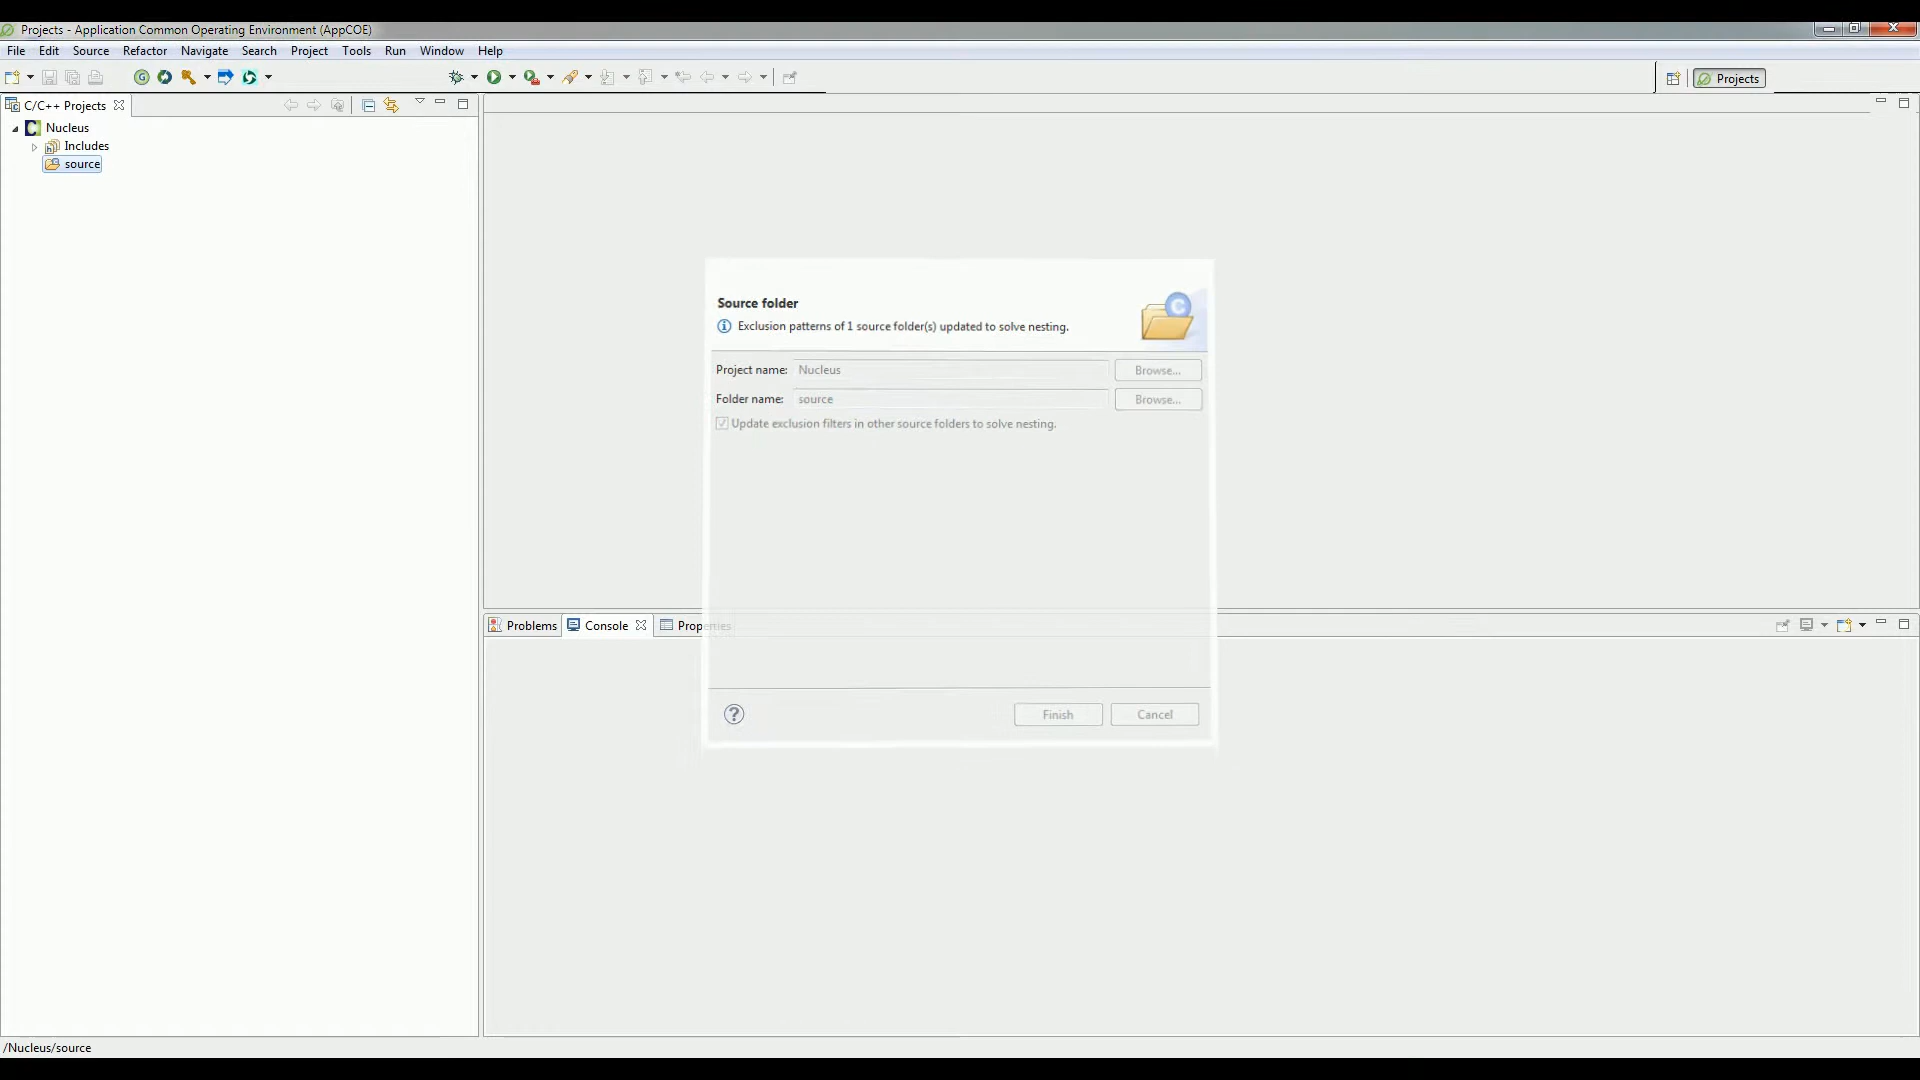 Projects - Application Common Operating Environment (AppCOE)
File Edit Source Refactor Navigate Search Project Tools Run Window Help
Projects
C/C++ Projects
Nucleus
Includes
source
Source folder
Exclusion patterns of 1 source folder(s) updated to solve nesting.
Project name: Nucleus Browse...
Folder name: source Browse...
Update exclusion filters in other source folders to solve nesting.
Problems Console Properties
Finish Cancel
/Nucleus/source